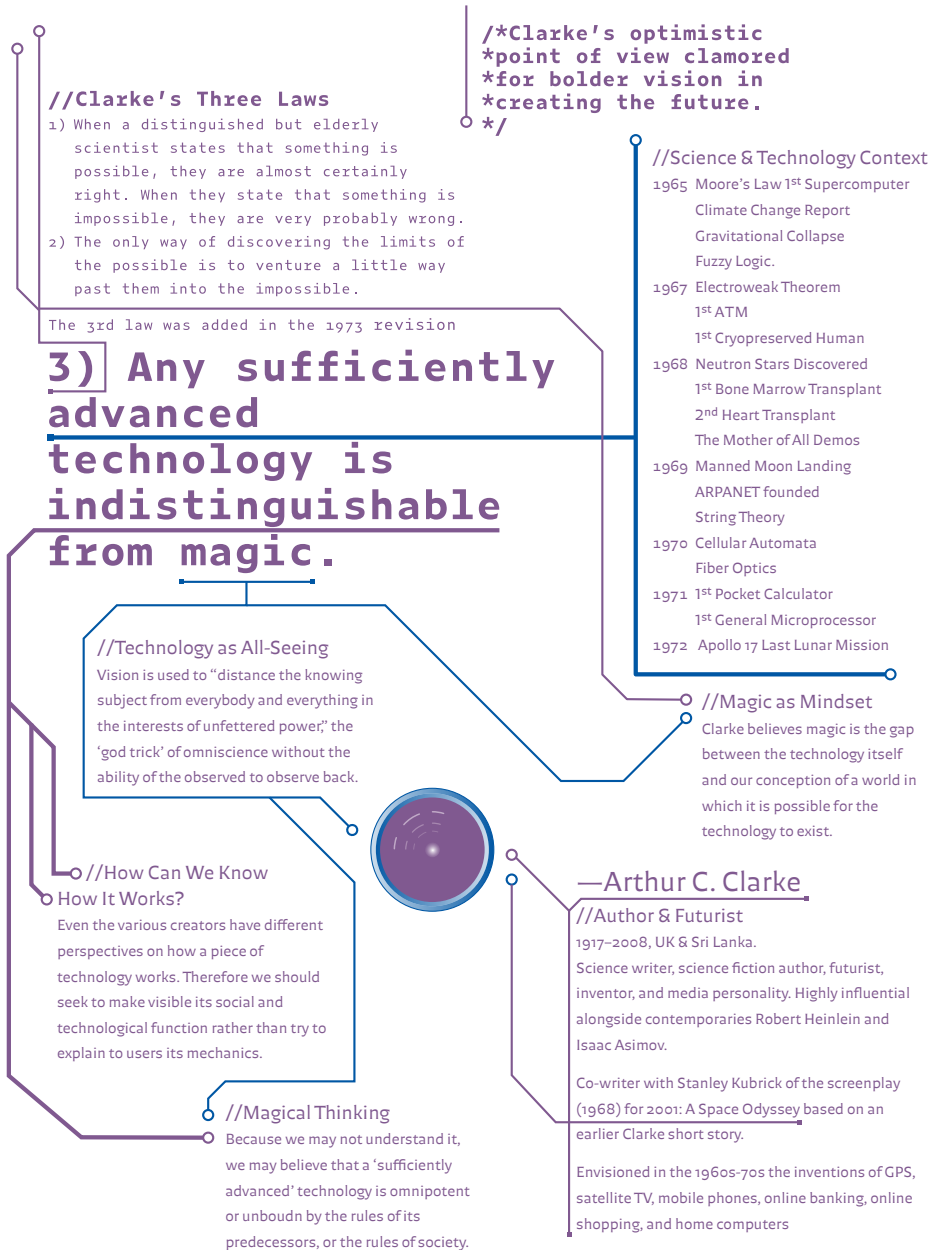 /*Clarke's optimistic
*point of view clamored
*for bolder vision in
*creating the future.
*/
//Clarke's Three Laws
1) When a distinguished but elderly
scientist states that something is
possible, they are almost certainly
right. When they state that something is
impossible, they are very probably wrong.
2) The only way of discovering the limits of
the possible is to venture a little way
past them into the impossible.
The 3rd law was added in the 1973 revision
3) Any sufficiently
advanced
technology is
indistinguishable
from magic.
//Science & Technology Context
1965 Moore's Law 1st Supercomputer
Climate Change Report
Gravitational Collapse
Fuzzy Logic.
1967 Electroweak Theorem
1st ATM
1st Cryopreserved Human
1968 Neutron Stars Discovered
1st Bone Marrow Transplant
2nd Heart Transplant
The Mother of All Demos
1969 Manned Moon Landing
ARPANET founded
String Theory
1970 Cellular Automata
Fiber Optics
1971 1st Pocket Calculator
1st General Microprocessor
1972 Apollo 17 Last Lunar Mission
//Technology as All-Seeing
Vision is used to “distance the knowing
subject from everybody and everything in
the interests of unfettered power,” the
‘god trick’ of omniscience without the
ability of the observed to observe back.
//Magic as Mindset
Clarke believes magic is the gap
between the technology itself
and our conception of a world in
which it is possible for the
technology to exist.
//How Can We Know
How It Works?
Even the various creators have different
perspectives on how a piece of
technology works. Therefore we should
seek to make visible its social and
technological function rather than try to
explain to users its mechanics.
//Magical Thinking
Because we may not understand it,
we may believe that a ‘sufficiently
advanced’ technology is omnipotent
or unboudn by the rules of its
predecessors, or the rules of society.
—Arthur C. Clarke
//Author & Futurist
1917–2008, UK & Sri Lanka.
Science writer, science fiction author, futurist,
inventor, and media personality. Highly influential
alongside contemporaries Robert Heinlein and
Isaac Asimov.
Co-writer with Stanley Kubrick of the screenplay
(1968) for 2001: A Space Odyssey based on an
earlier Clarke short story.
Envisioned in the 1960s-70s the inventions of GPS,
satellite TV, mobile phones, online banking, online
shopping, and home computers